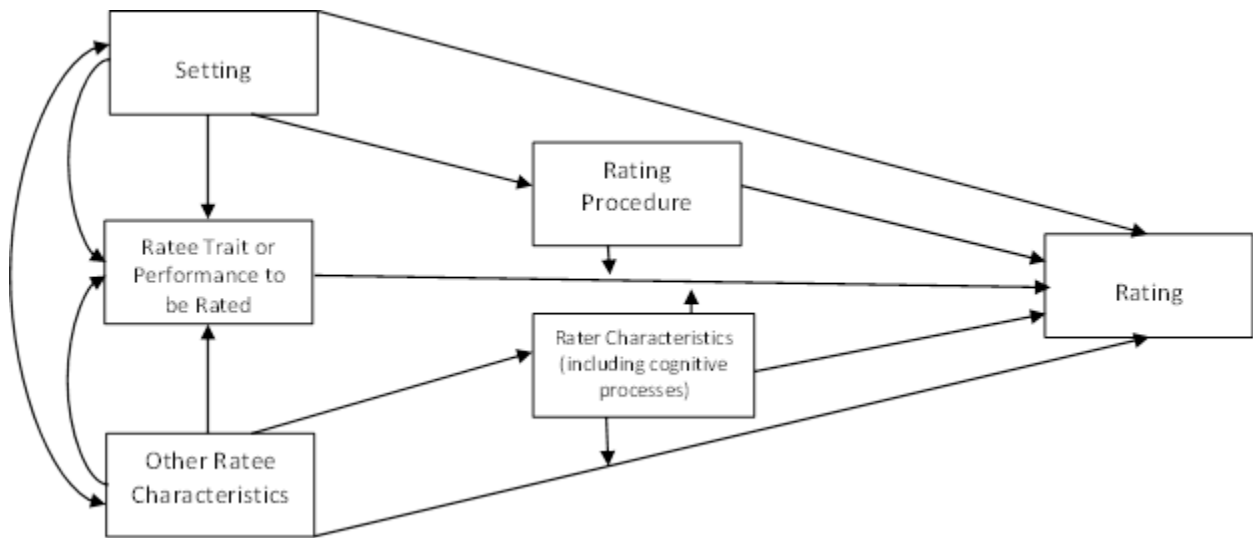 Setting
Rating
Procedure
Ratee Trait or
Performance to
be Rated
Rating
Rater Characteristics
(including cognitive
processes)
Other Ratee
Characteristics